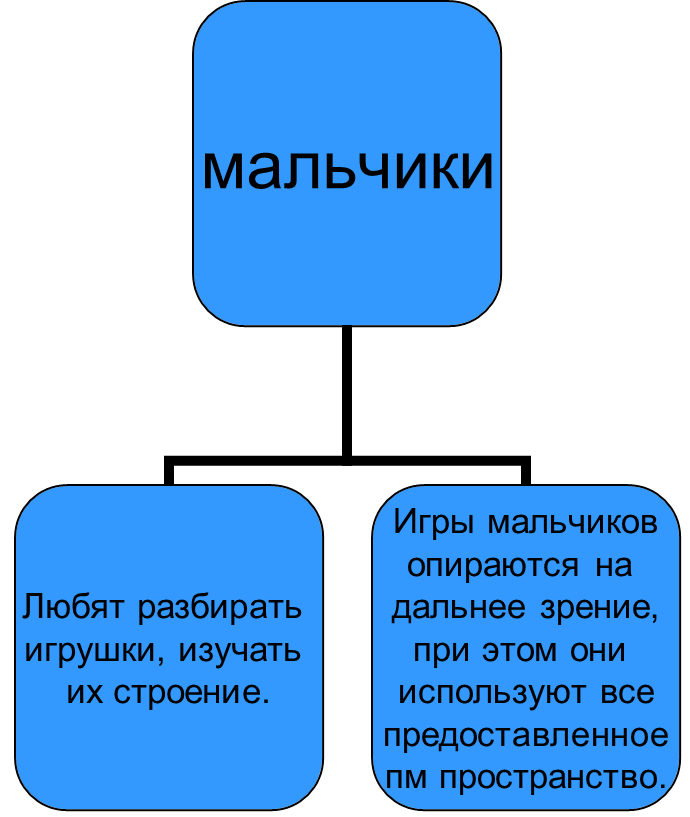 мальчики
Любят разбирать
игрушки, изучать
их строение.
Игры мальчиков
опираются на
дальнее зрение,
при этом они
используют все
предоставленное
пм пространство.